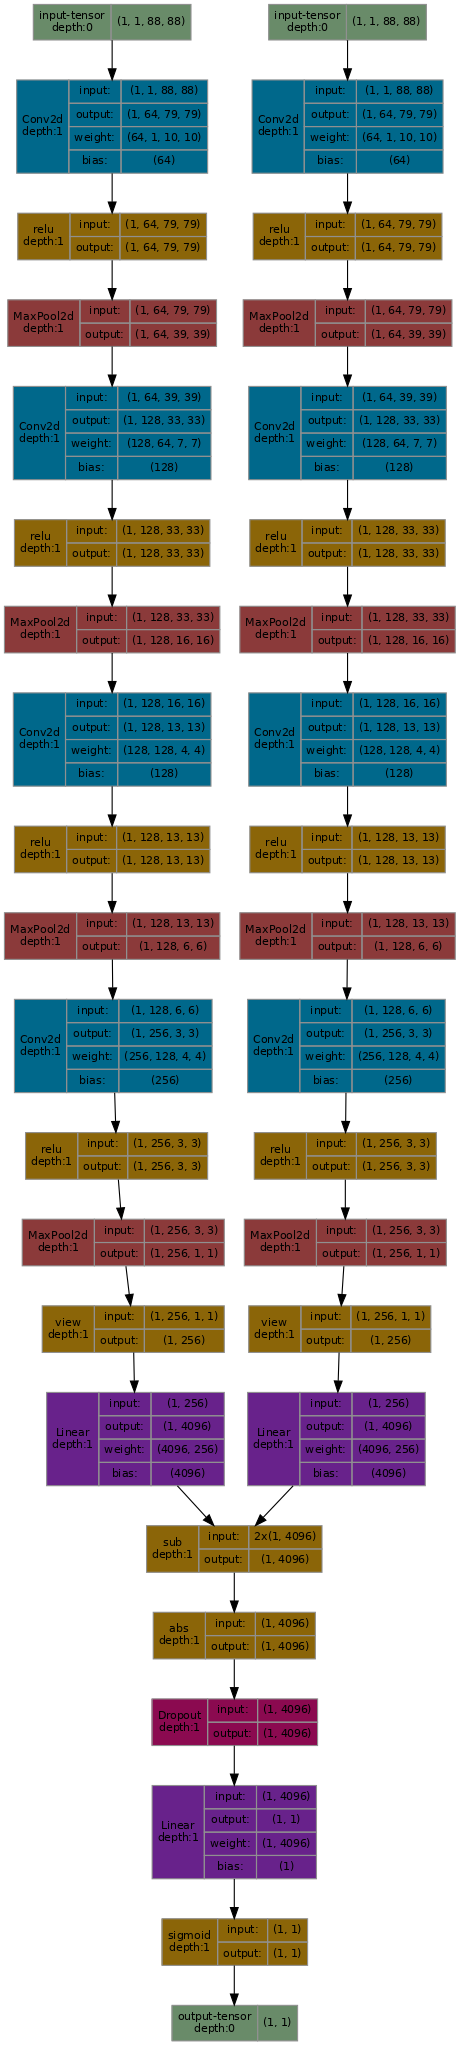 input-tensor
depth:0
(1, 1, 88, 88)
Conv2d
depth:1
input: (1, 1, 88, 88)
output: (1, 64, 79, 79)
weight: (64, 1, 10, 10)
bias: (64)
relu
depth:1
input: (1, 64, 79, 79)
output: (1, 64, 79, 79)
MaxPool2d
depth:1
input: (1, 64, 79, 79)
output: (1, 64, 39, 39)
Conv2d
depth:1
input: (1, 64, 39, 39)
output: (1, 128, 33, 33)
weight: (128, 64, 7, 7)
bias: (128)
relu
depth:1
input: (1, 128, 33, 33)
output: (1, 128, 33, 33)
MaxPool2d
depth:1
input: (1, 128, 33, 33)
output: (1, 128, 16, 16)
Conv2d
depth:1
input: (1, 128, 16, 16)
output: (1, 128, 13, 13)
weight: (128, 128, 4, 4)
bias: (128)
relu
depth:1
input: (1, 128, 13, 13)
output: (1, 128, 13, 13)
MaxPool2d
depth:1
input: (1, 128, 13, 13)
output: (1, 128, 6, 6)
Conv2d
depth:1
input: (1, 128, 6, 6)
output: (1, 256, 3, 3)
weight: (256, 128, 4, 4)
bias: (256)
relu
depth:1
input: (1, 256, 3, 3)
output: (1, 256, 3, 3)
MaxPool2d
depth:1
input: (1, 256, 3, 3)
output: (1, 256, 1, 1)
view
depth:1
input: (1, 256, 1, 1)
output: (1, 256)
Linear
depth:1
input: (1, 256)
output: (1, 4096)
weight: (4096, 256)
bias: (4096)
input-tensor
depth:0
(1, 1, 88, 88)
Conv2d
depth:1
input: (1, 1, 88, 88)
output: (1, 64, 79, 79)
weight: (64, 1, 10, 10)
bias: (64)
relu
depth:1
input: (1, 64, 79, 79)
output: (1, 64, 79, 79)
MaxPool2d
depth:1
input: (1, 64, 79, 79)
output: (1, 64, 39, 39)
Conv2d
depth:1
input: (1, 64, 39, 39)
output: (1, 128, 33, 33)
weight: (128, 64, 7, 7)
bias: (128)
relu
depth:1
input: (1, 128, 33, 33)
output: (1, 128, 33, 33)
MaxPool2d
depth:1
input: (1, 128, 33, 33)
output: (1, 128, 16, 16)
Conv2d
depth:1
input: (1, 128, 16, 16)
output: (1, 128, 13, 13)
weight: (128, 128, 4, 4)
bias: (128)
relu
depth:1
input: (1, 128, 13, 13)
output: (1, 128, 13, 13)
MaxPool2d
depth:1
input: (1, 128, 13, 13)
output: (1, 128, 6, 6)
Conv2d
depth:1
input: (1, 128, 6, 6)
output: (1, 256, 3, 3)
weight: (256, 128, 4, 4)
bias: (256)
relu
depth:1
input: (1, 256, 3, 3)
output: (1, 256, 3, 3)
MaxPool2d
depth:1
input: (1, 256, 3, 3)
output: (1, 256, 1, 1)
view
depth:1
input: (1, 256, 1, 1)
output: (1, 256)
Linear
depth:1
input: (1, 256)
output: (1, 4096)
weight: (4096, 256)
bias: (4096)
sub
depth:1
input: 2x(1, 4096)
output: (1, 4096)
abs
depth:1
input: (1, 4096)
output: (1, 4096)
Dropout
depth:1
input: (1, 4096)
output: (1, 4096)
Linear
depth:1
input: (1, 4096)
output: (1, 1)
weight: (1, 4096)
bias: (1)
sigmoid
depth:1
input: (1, 1)
output: (1, 1)
output-tensor
depth:0
(1, 1)